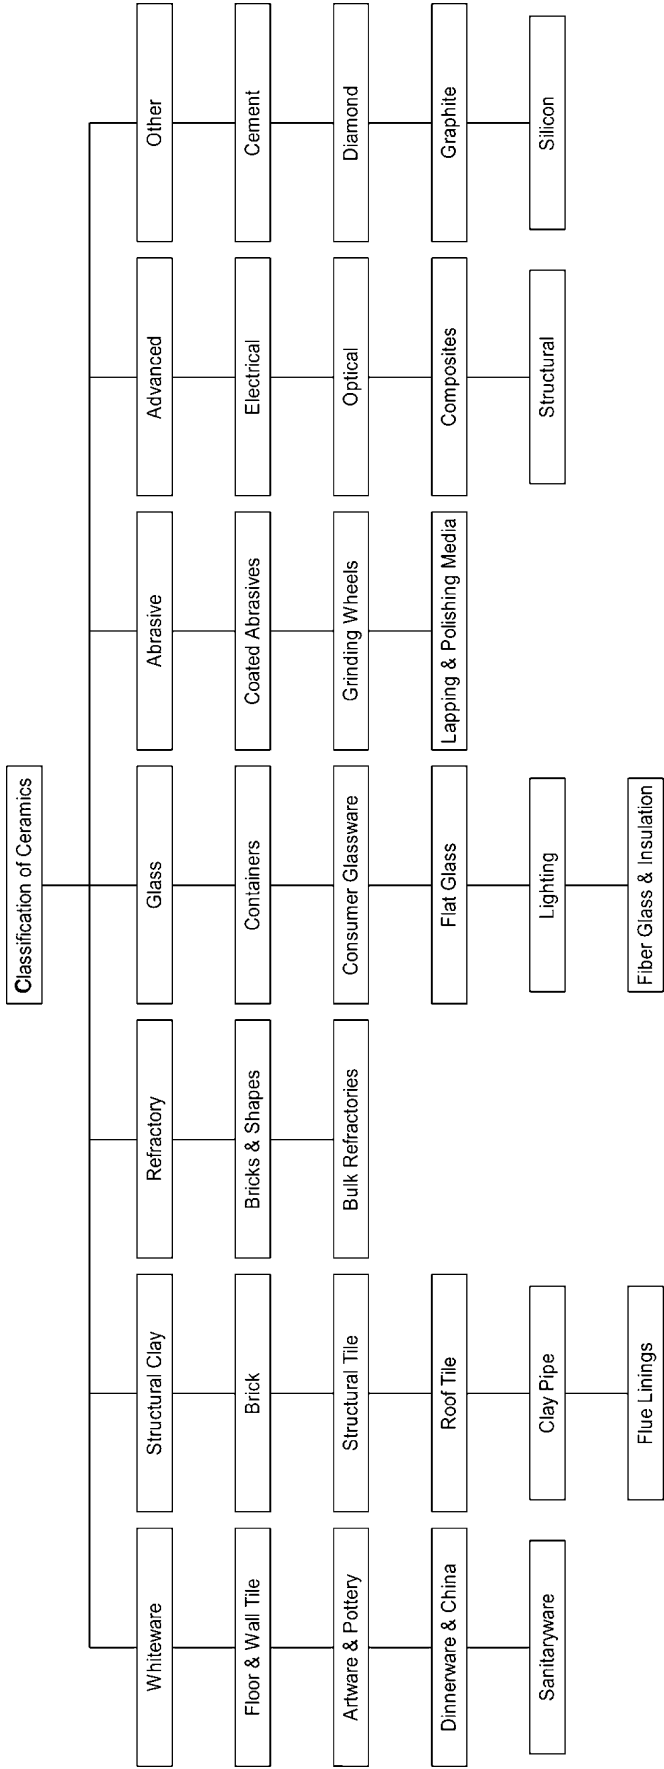 Classification of Ceramics
Whiteware
Structural Clay
Refractory
Glass
Abrasive
Advanced
Other
Floor & Wall Tile
Brick
Bricks & Shapes
Containers
Coated Abrasives
Electrical
Cement
Artware & Pottery
Structural Tile
Bulk Refractories
Consumer Glassware
Grinding Wheels
Optical
Diamond
Dinnerware & China
Roof Tile
Flat Glass
Lapping & Polishing Media
Composites
Graphite
Sanitaryware
Clay Pipe
Lighting
Structural
Silicon
Flue Linings
Fiber Glass & Insulation